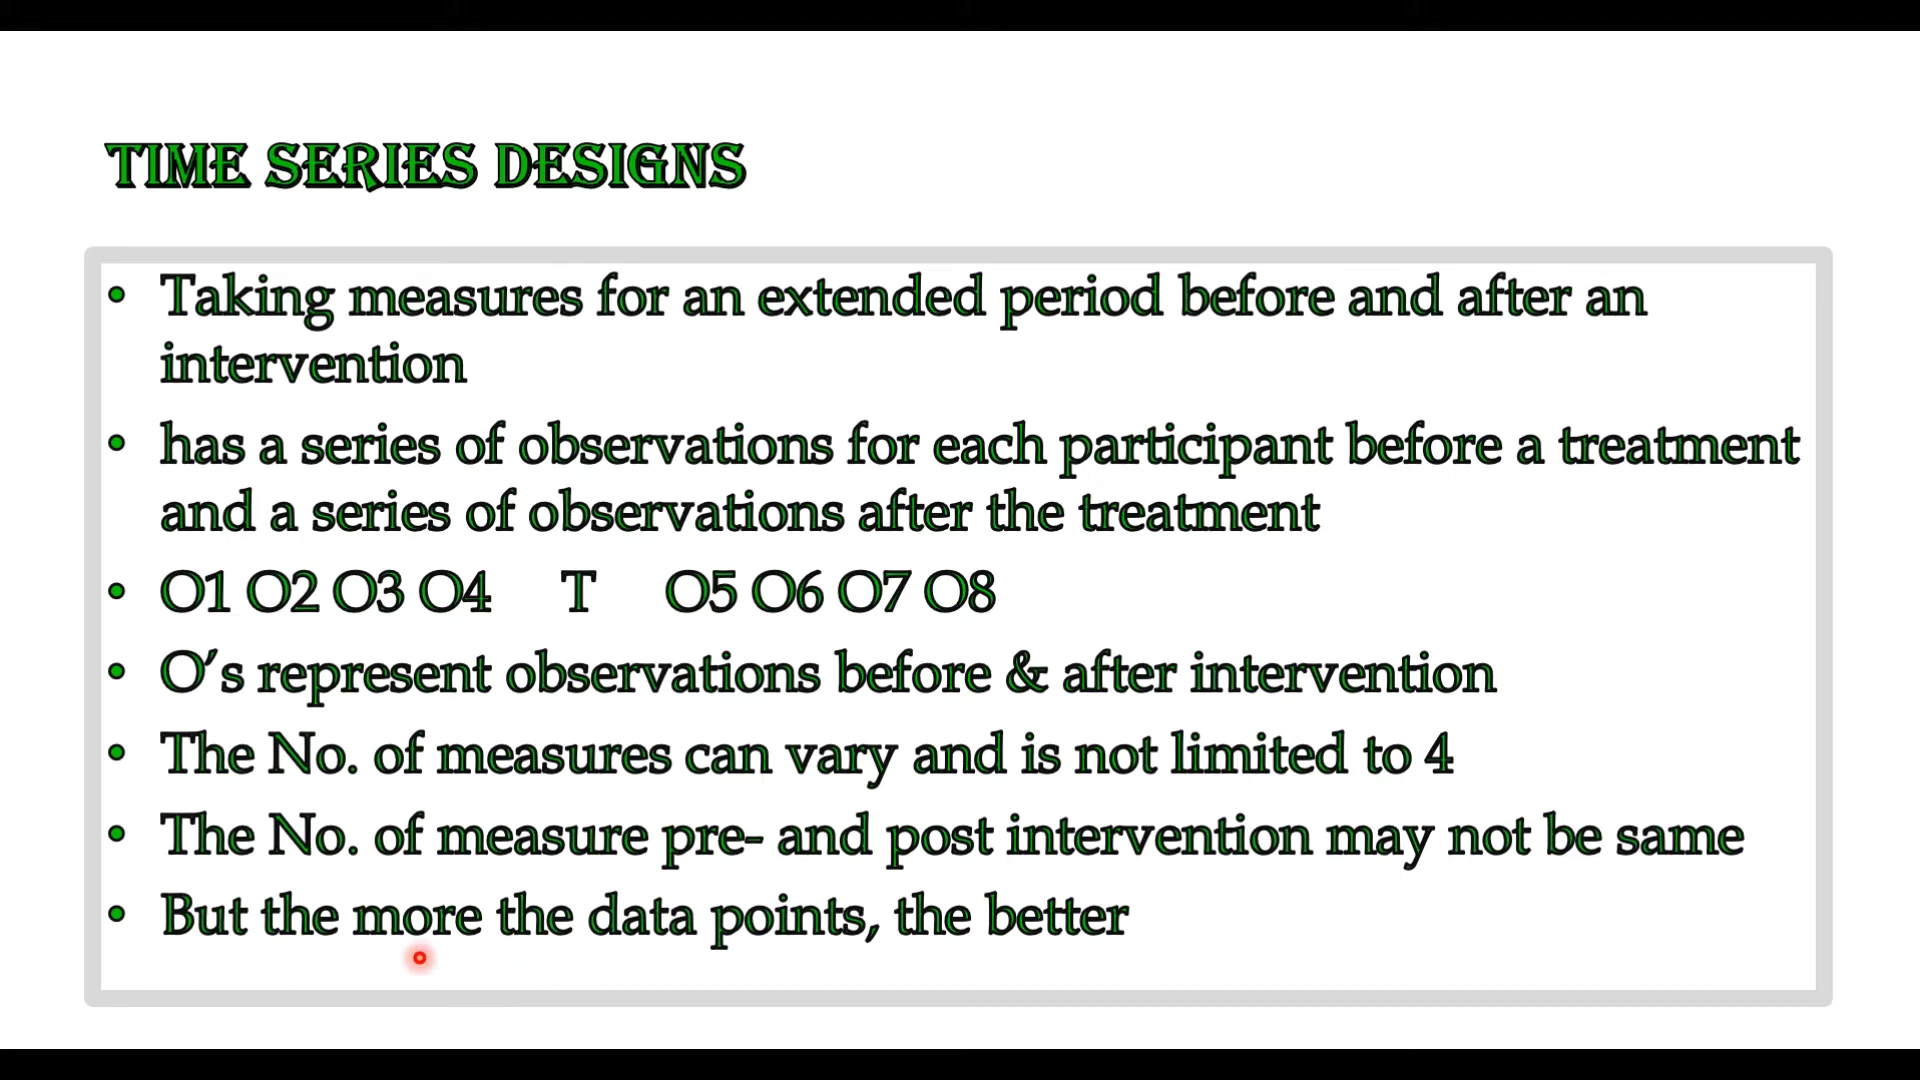 TIME SERIES DESIGNS
• Taking measures for an extended period before and after an
intervention
• has a series of observations for each participant before a treatment
and a series of observations after the treatment
• O1 O2 O3 O4 T O5 O6 O7 O8
• O’s represent observations before & after intervention
• The No. of measures can vary and is not limited to 4
• The No. of measure pre- and post intervention may not be same
• But the more the data points, the better